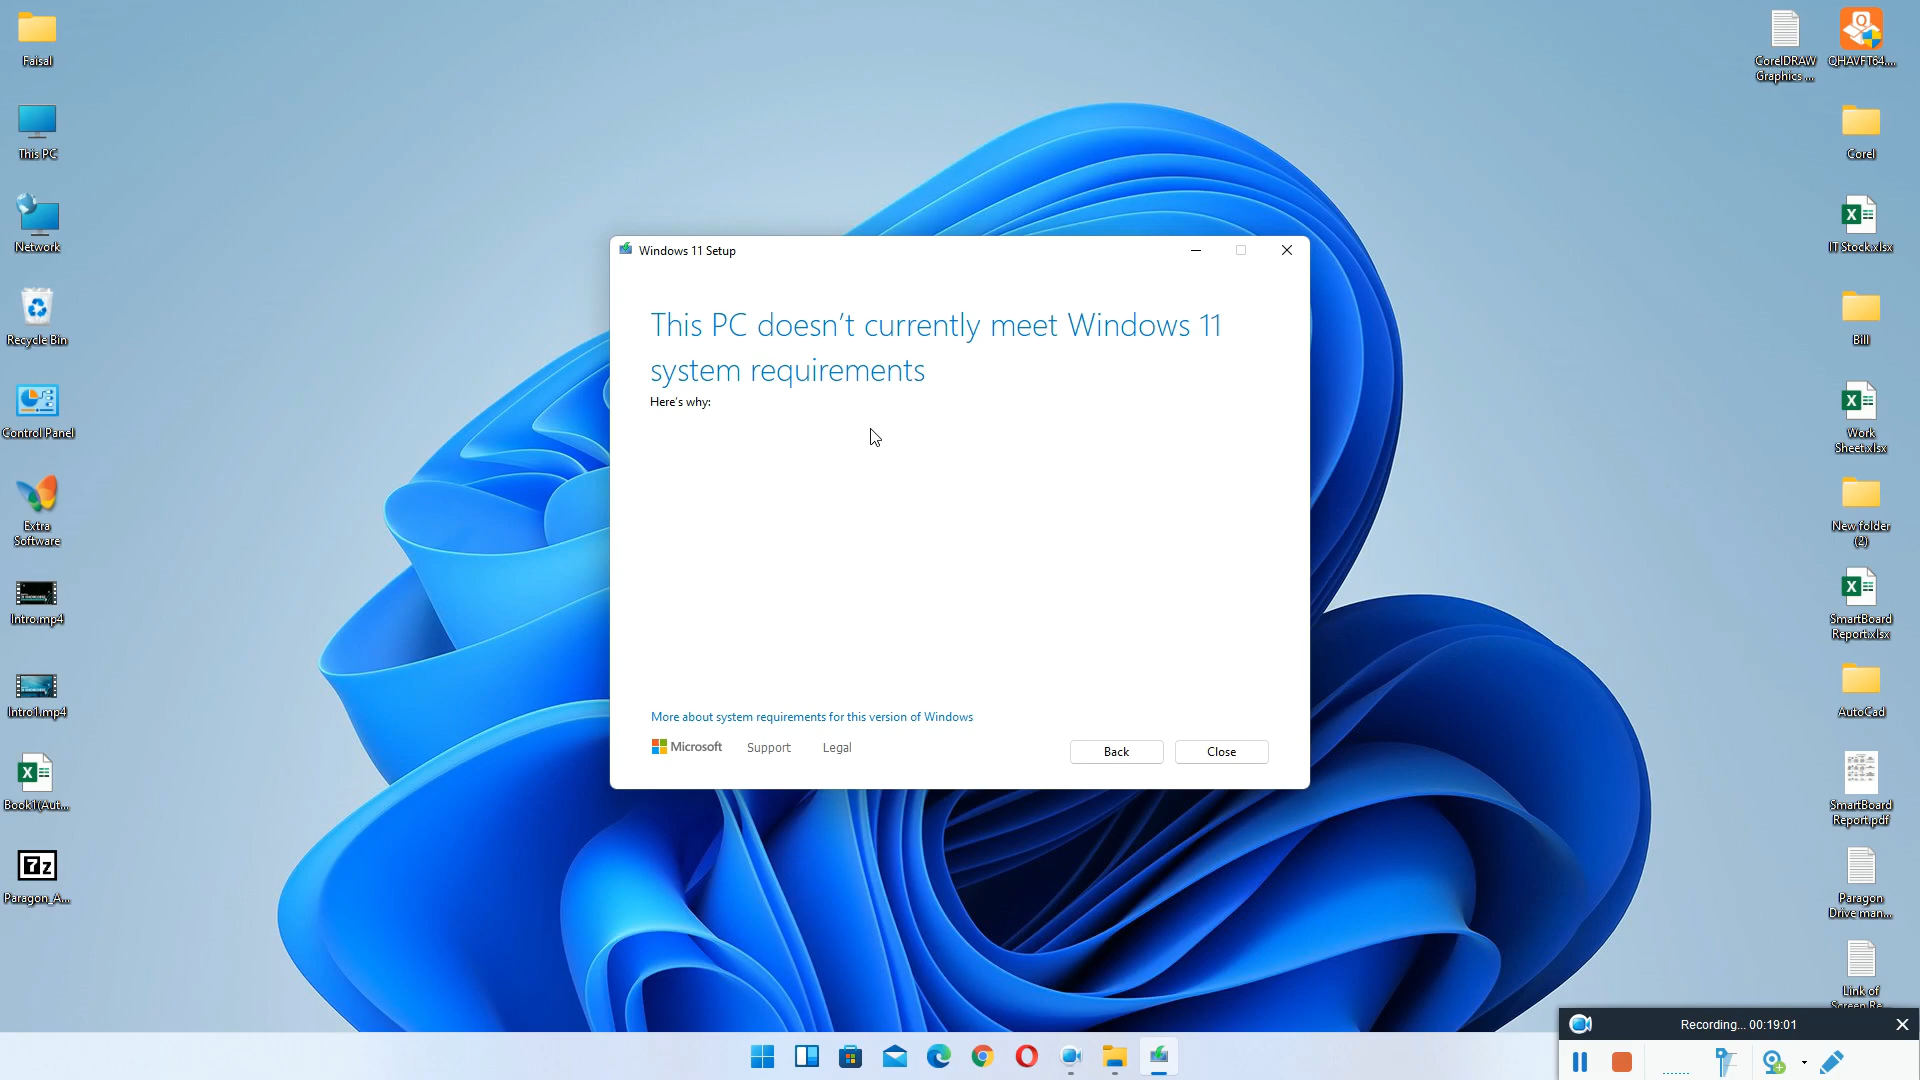 Faisal
This PC
Network
Recycle Bin
Control Panel
Extra
Software
Intro.mp4
Intro1.mp4
Book1(Aut...
7z
Paragon_A...
Windows 11 Setup
This PC doesn't currently meet Windows 11
system requirements
Here's why:
More about system requirements for this version of Windows
Microsoft
Support
Legal
Back
Close
CorelDRAW
Graphics ...
QHAVFT64....
Corel
IT Stock.xlsx
Bill
Work
Sheet.xlsx
New folder
(2)
SmartBoard
Report.xlsx
AutoCad
SmartBoard
Report.pdf
Paragon
Drive man...
Link of
Screen Re...
Recording... 00:19:01